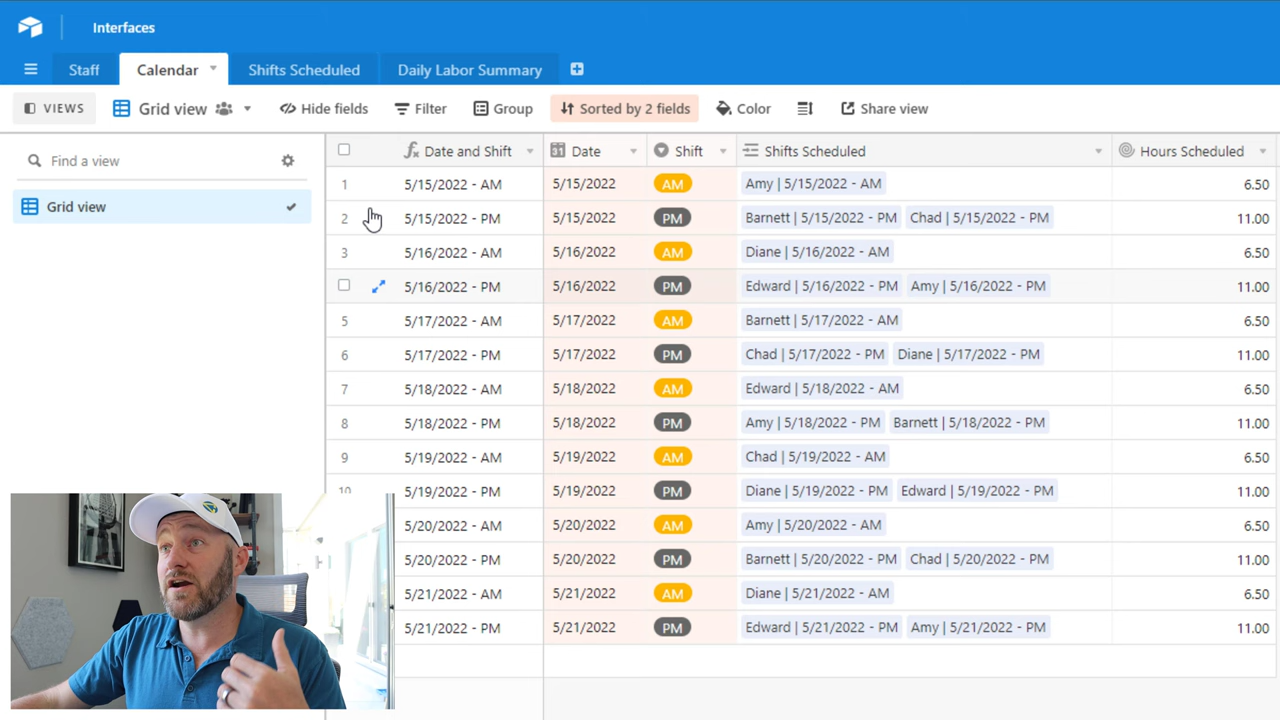 Interfaces
Staff Calendar Shifts Scheduled Daily Labor Summary
VIEWS Grid view Hide fields Filter Group Sorted by 2 fields Color Share view
Find a view
Grid view
Date and Shift Date Shift Shifts Scheduled Hours Scheduled
1 5/15/2022 - AM 5/15/2022 AM Amy | 5/15/2022 - AM 6.50
2 5/15/2022 - PM 5/15/2022 PM Barnett | 5/15/2022 - PM Chad | 5/15/2022 - PM 11.00
3 5/16/2022 - AM 5/16/2022 AM Diane | 5/16/2022 - AM 6.50
5/16/2022 - PM 5/16/2022 PM Edward | 5/16/2022 - PM Amy | 5/16/2022 - PM 11.00
5 5/17/2022 - AM 5/17/2022 AM Barnett | 5/17/2022 - AM 6.50
6 5/17/2022 - PM 5/17/2022 PM Chad | 5/17/2022 - PM Diane | 5/17/2022 - PM 11.00
7 5/18/2022 - AM 5/18/2022 AM Edward | 5/18/2022 - AM 6.50
8 5/18/2022 - PM 5/18/2022 PM Amy | 5/18/2022 - PM Barnett | 5/18/2022 - PM 11.00
9 5/19/2022 - AM 5/19/2022 AM Chad | 5/19/2022 - AM 6.50
10 5/19/2022 - PM 5/19/2022 PM Diane | 5/19/2022 - PM Edward | 5/19/2022 - PM 11.00
5/20/2022 - AM 5/20/2022 AM Amy | 5/20/2022 - AM 6.50
5/20/2022 - PM 5/20/2022 PM Barnett | 5/20/2022 - PM Chad | 5/20/2022 - PM 11.00
5/21/2022 - AM 5/21/2022 AM Diane | 5/21/2022 - AM 6.50
5/21/2022 - PM 5/21/2022 PM Edward | 5/21/2022 - PM Amy | 5/21/2022 - PM 11.00